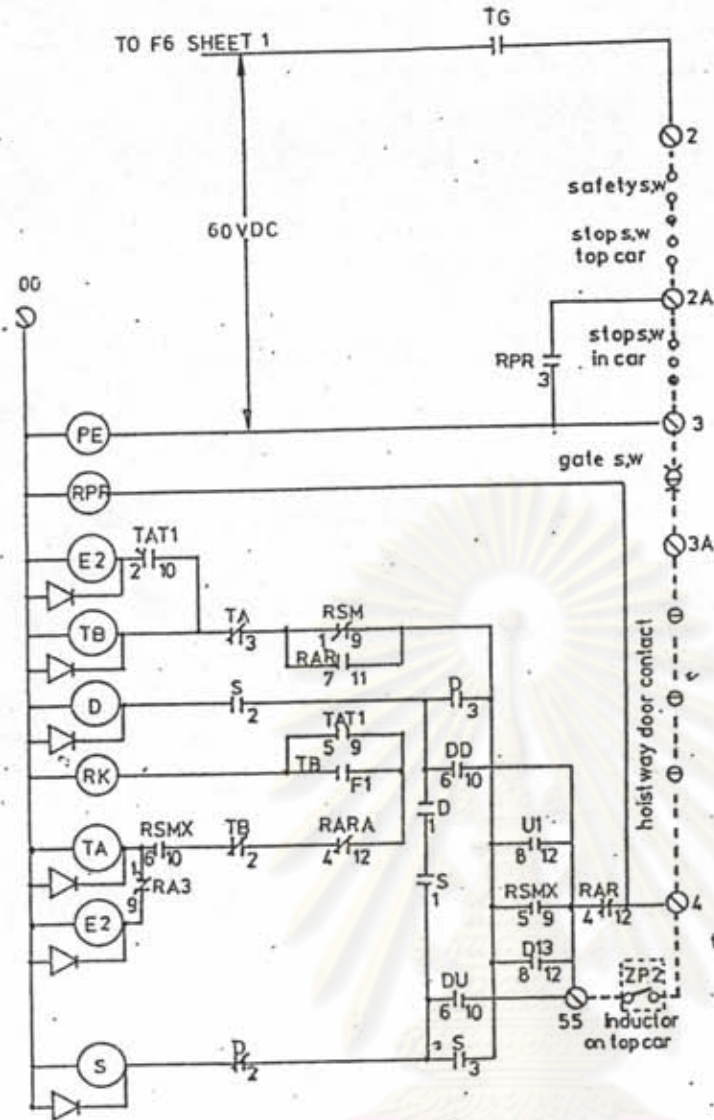 TG
TO F6 SHEET 1
2
safety s,w
stop s,w
top car
60 VDC
00
2A
stop s,w
in car
RPR
3
PE
3
gate s,w
RPR
3A
TAT1
E2
2 10
TA
3
RSM
1 9
TB
RAR
7 11
hoistway door contact
D
S
2
D
3
TAT1
5 9
DD
6 10
RK
TB
F1
D
1
U1
8 12
TA
RSMX
6 10
TB
2
RARA
4 12
1
RA3
9
S
1
RSMX
5 9
RAR
4 12
4
E2
D13
8 12
ZP2
DU
6 10
55
Inductor
on top car
S
D
2
S
3